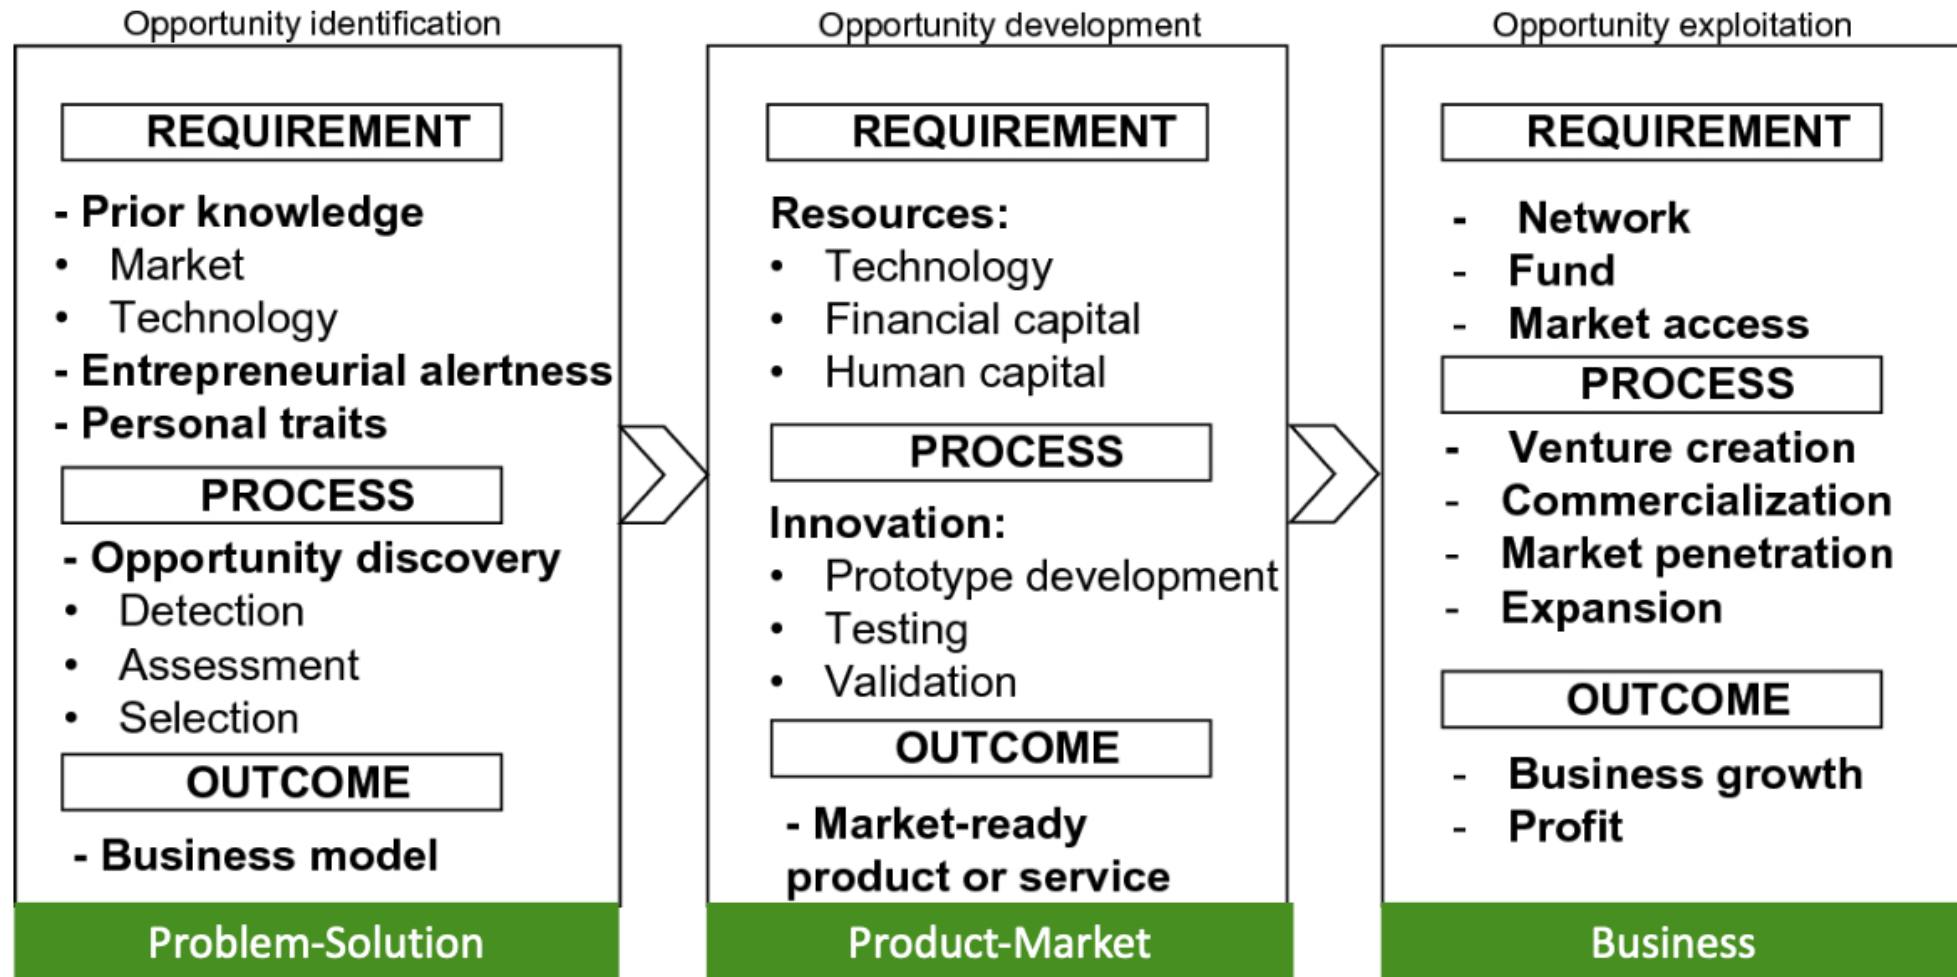 Opportunity identification
REQUIREMENT
- Prior knowledge
• Market
• Technology
- Entrepreneurial alertness
- Personal traits
PROCESS
- Opportunity discovery
• Detection
• Assessment
• Selection
OUTCOME
- Business model
Problem-Solution
Opportunity development
REQUIREMENT
Resources:
• Technology
• Financial capital
• Human capital
PROCESS
Innovation:
• Prototype development
• Testing
• Validation
OUTCOME
- Market-ready
product or service
Product-Market
Opportunity exploitation
REQUIREMENT
- Network
- Fund
- Market access
PROCESS
- Venture creation
- Commercialization
- Market penetration
- Expansion
OUTCOME
- Business growth
- Profit
Business